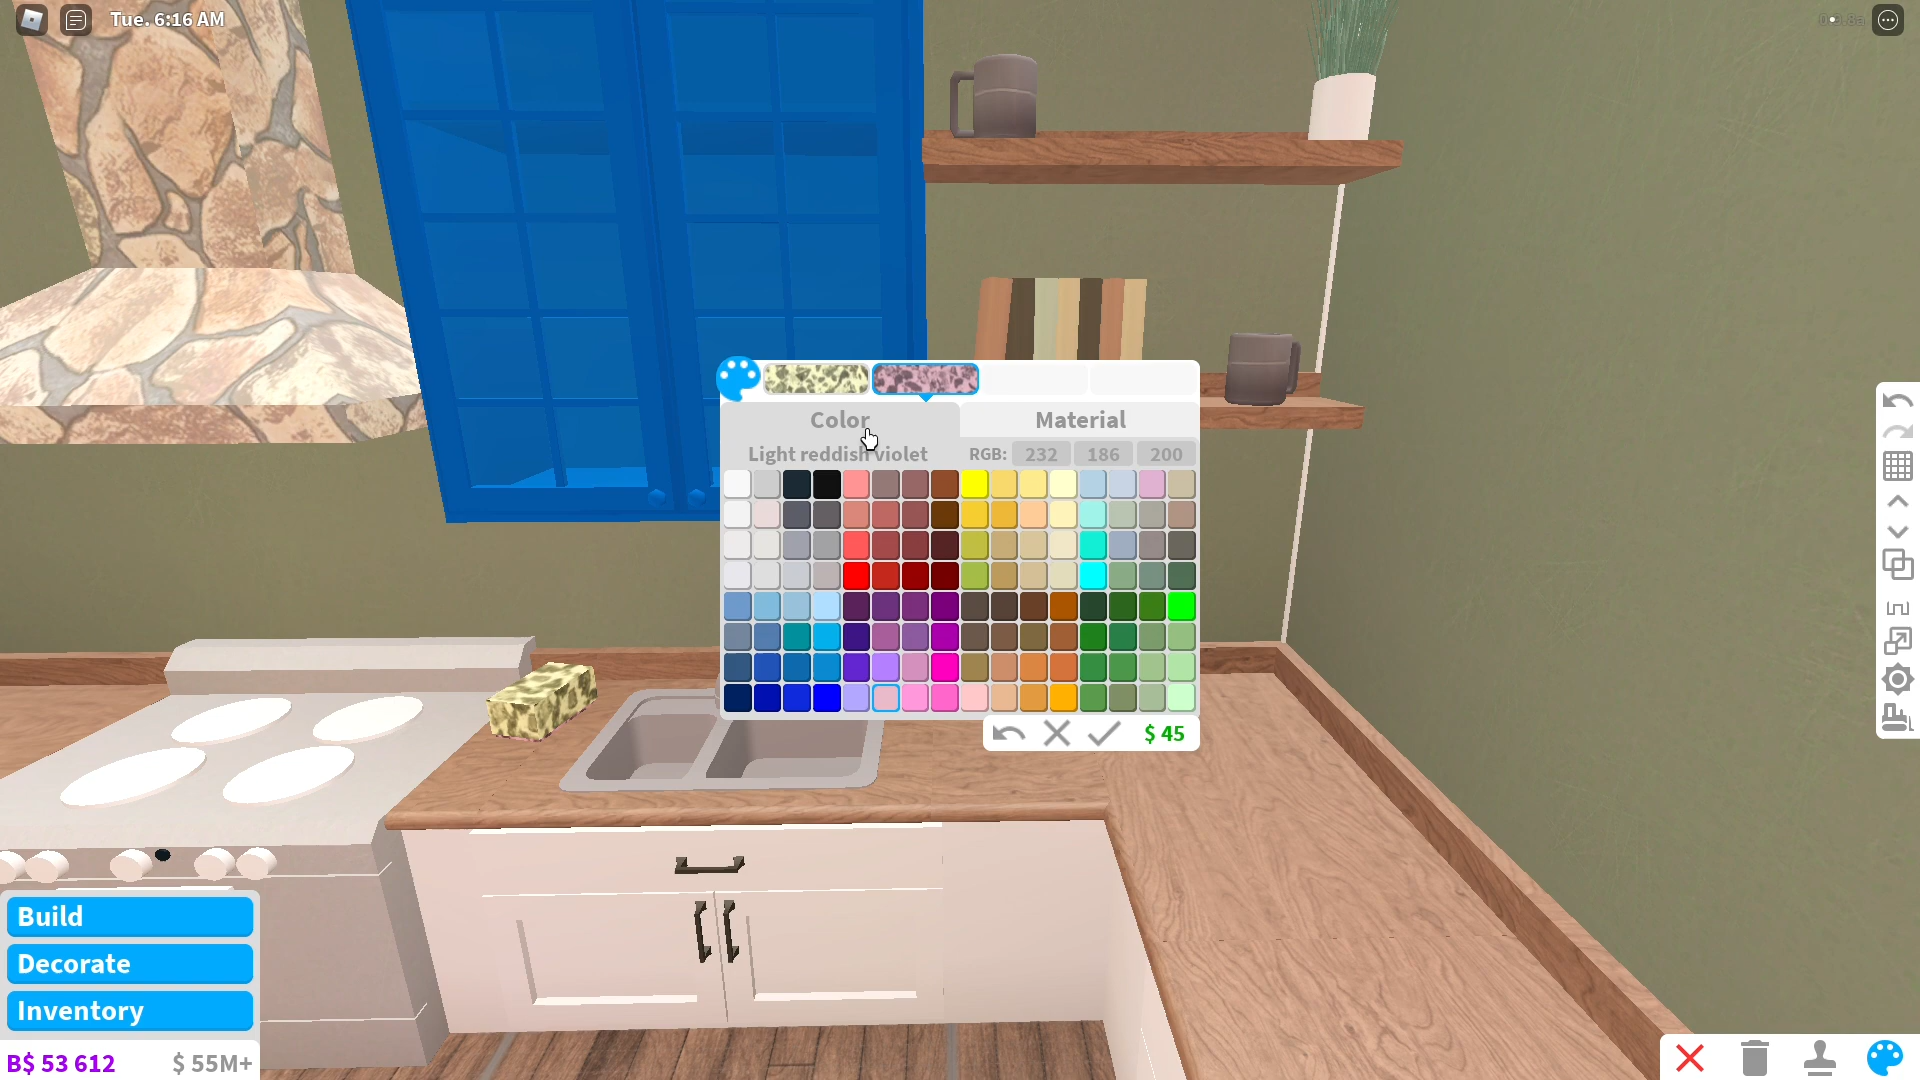 Tue. 6:16 AM
Color
Material
Light reddish violet
RGB: 232 186 200
$ 45
Build
Decorate
Inventory
B$ 53 612
$ 55M+